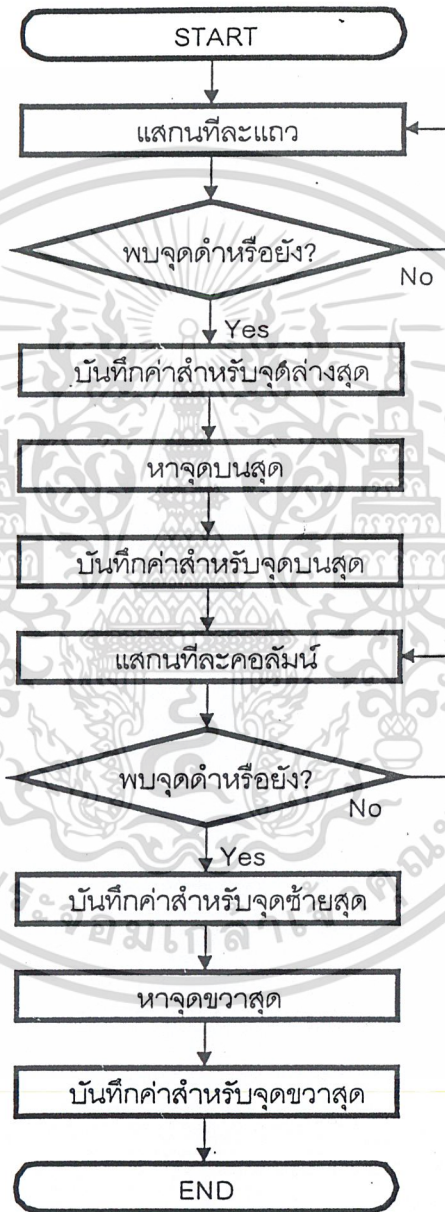 START
แสกนทีละแถว
พบจุดดำหรือยัง?
No
Yes
บันทึกค่าสำหรับจุดล่างสุด
หาจุดบนสุด
บันทึกค่าสำหรับจุดบนสุด
แสกนทีละคอลัมน์
พบจุดดำหรือยัง?
No
Yes
บันทึกค่าสำหรับจุดซ้ายสุด
หาจุดขวาสุด
บันทึกค่าสำหรับจุดขวาสุด
END